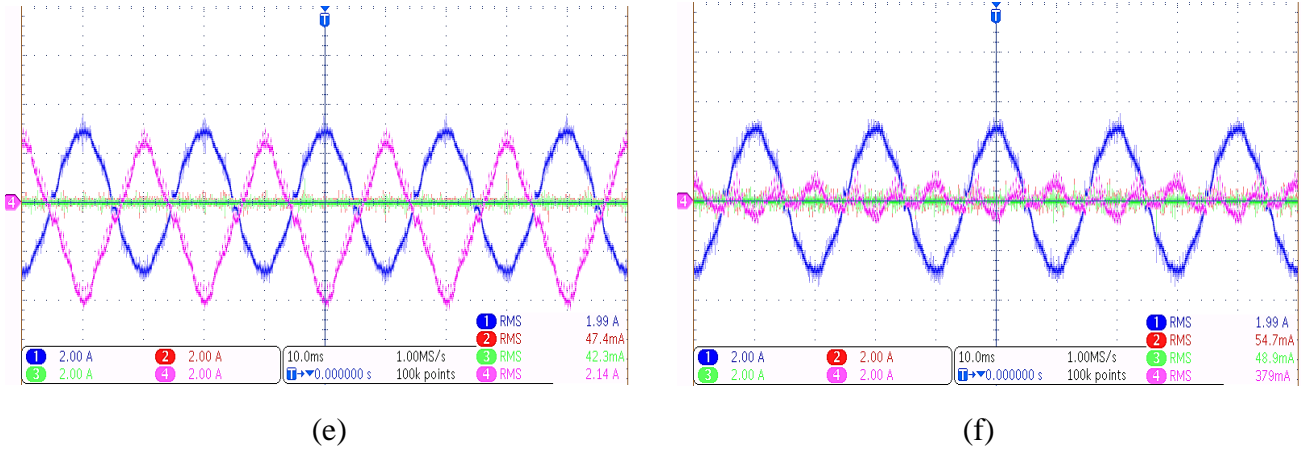 T
T
4
4
1 RMS 1.99 A
2 RMS 47.4mA
1 2.00 A 2 2.00 A 10.0ms 1.00MS/s 3 RMS 42.3mA
3 2.00 A 4 2.00 A T→▼0.000000 s 100k points 4 RMS 2.14 A
1 RMS 1.99 A
2 RMS 54.7mA
1 2.00 A 2 2.00 A 10.0ms 1.00MS/s 3 RMS 48.9mA
3 2.00 A 4 2.00 A T→▼0.000000 s 100k points 4 RMS 379mA
(e)
(f)